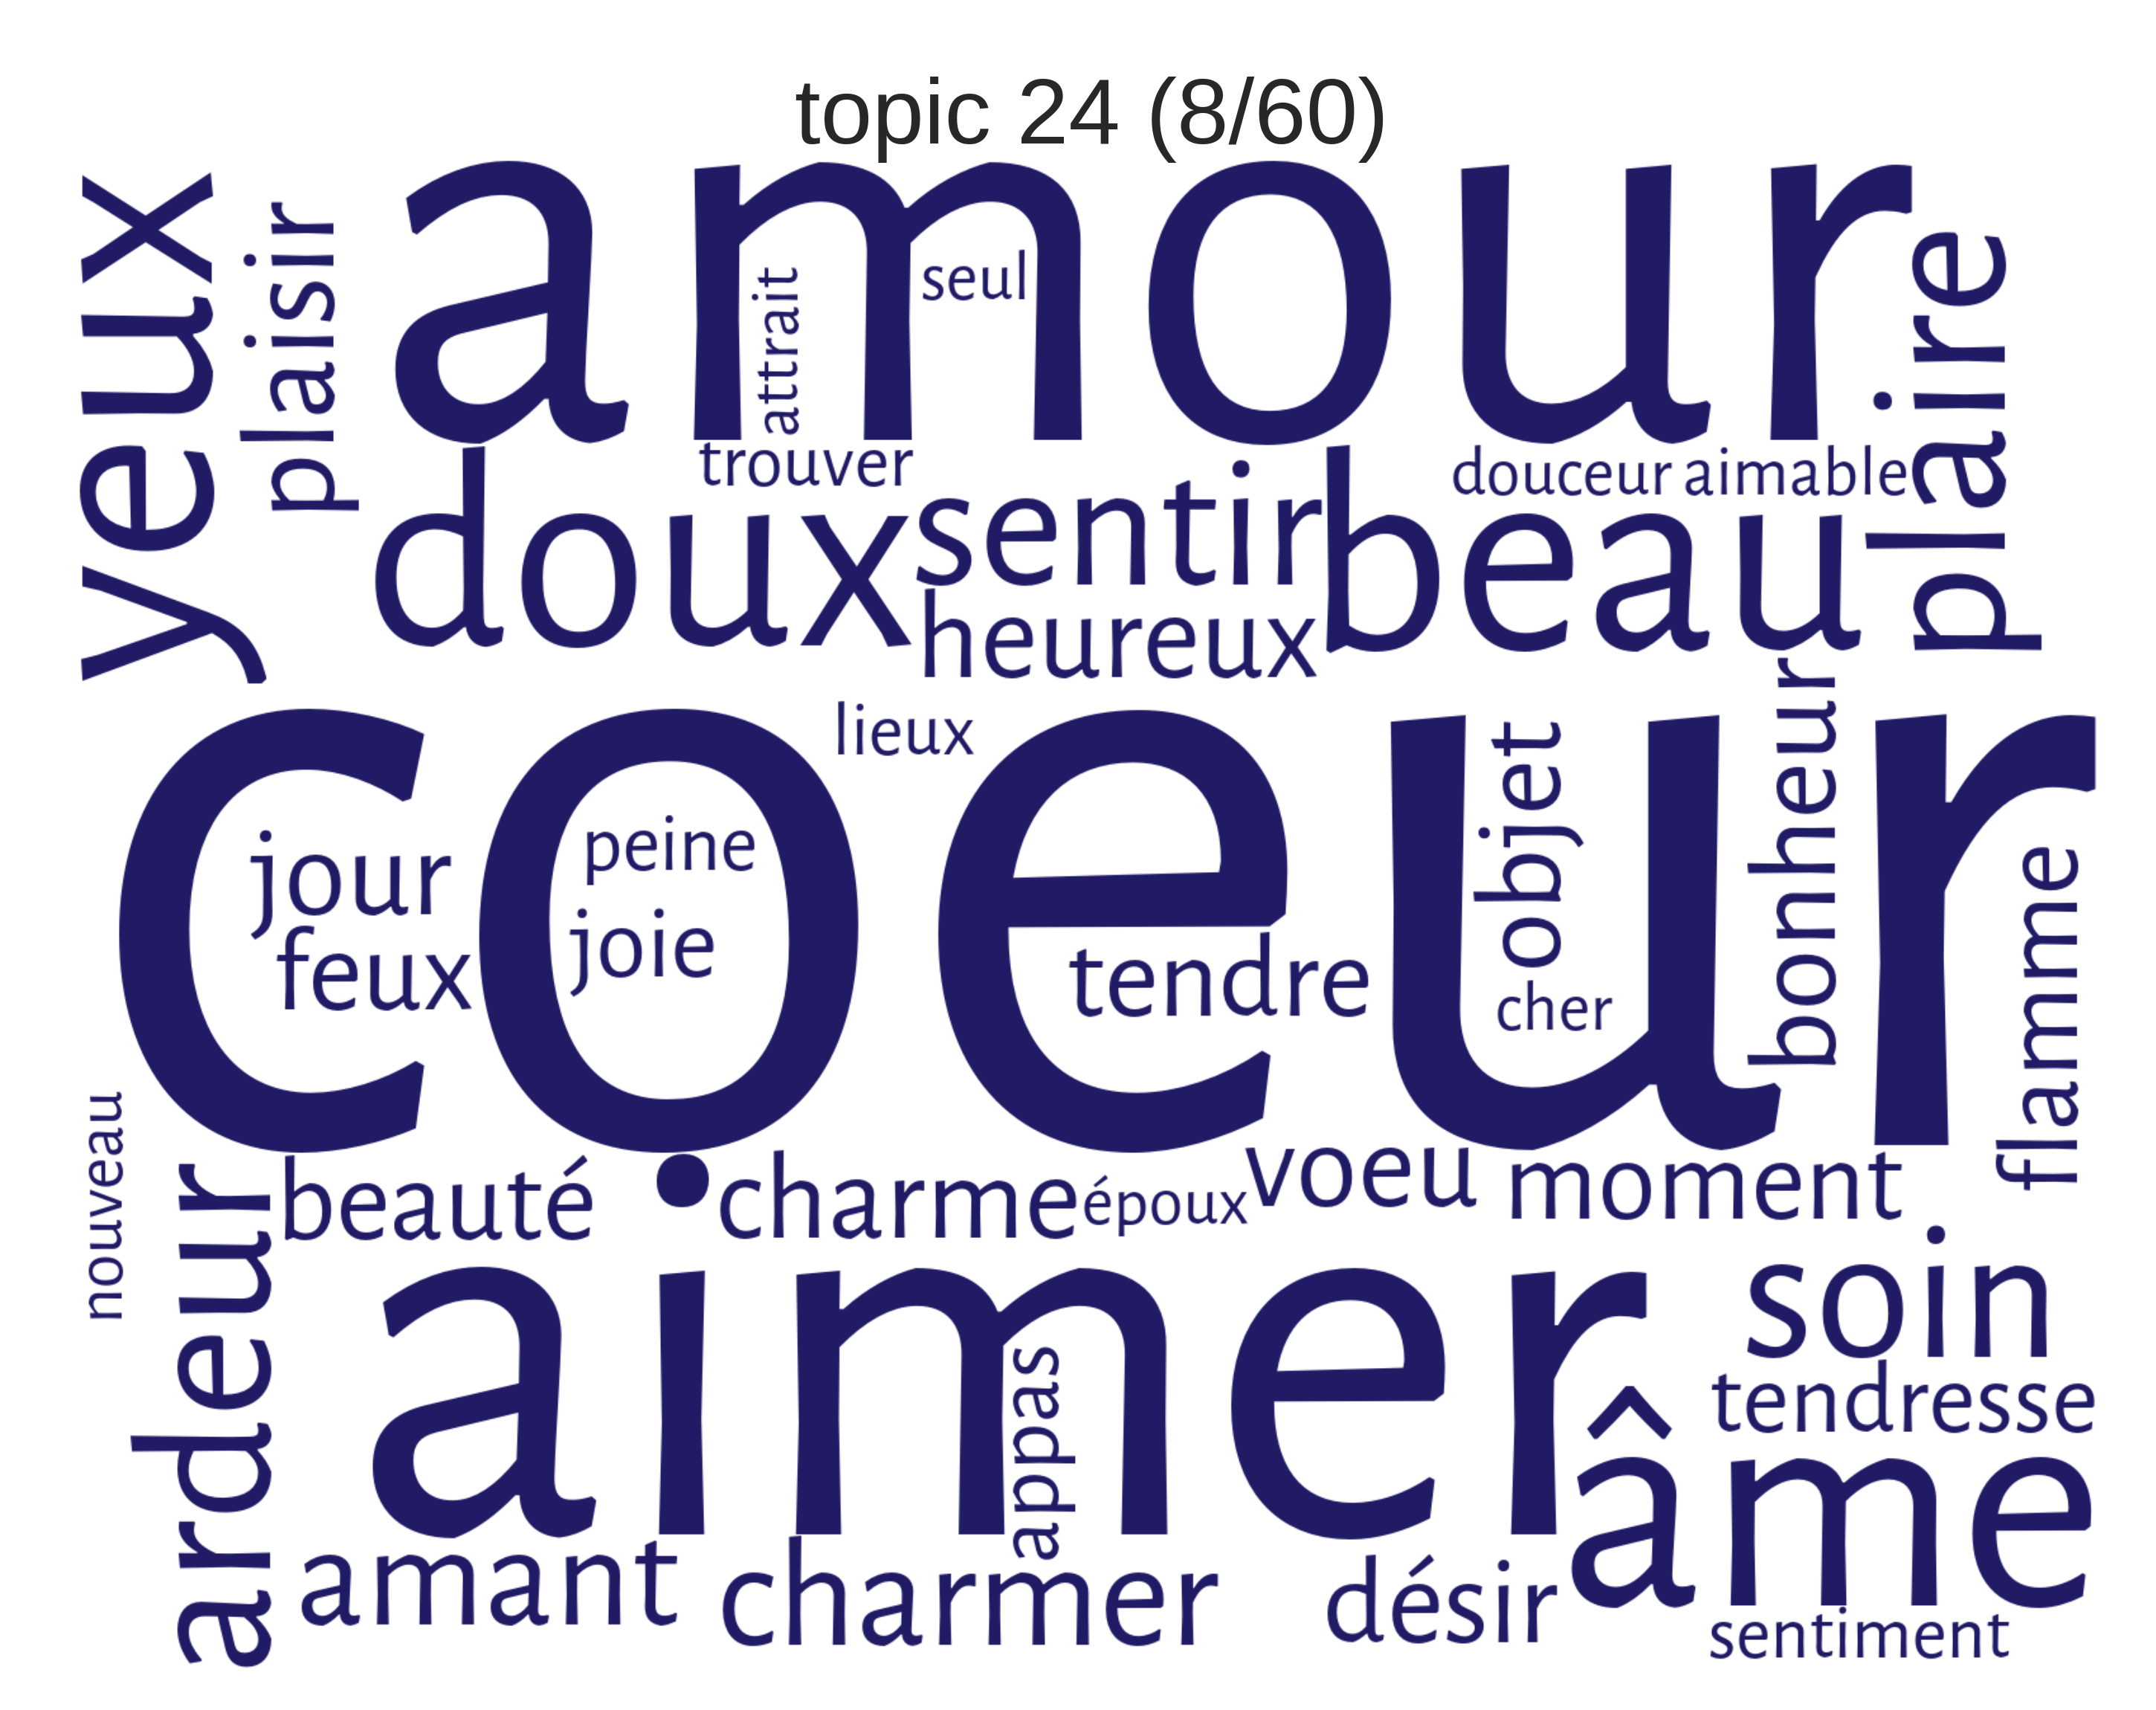 topic 24 (8/60)
yeux
plaisir
amour
attrait
seul
plaire
trouver
douceur
aimable
doux
sentir
beau
heureux
lieux
coeur
jour
feux
peine
joie
tendre
objet
cher
bonheur
flamme
nouveau
ardeur
beauté
charme
époux
voeu
moment
aimer
appas
soin
tendresse
âme
amant
charmer
désir
sentiment